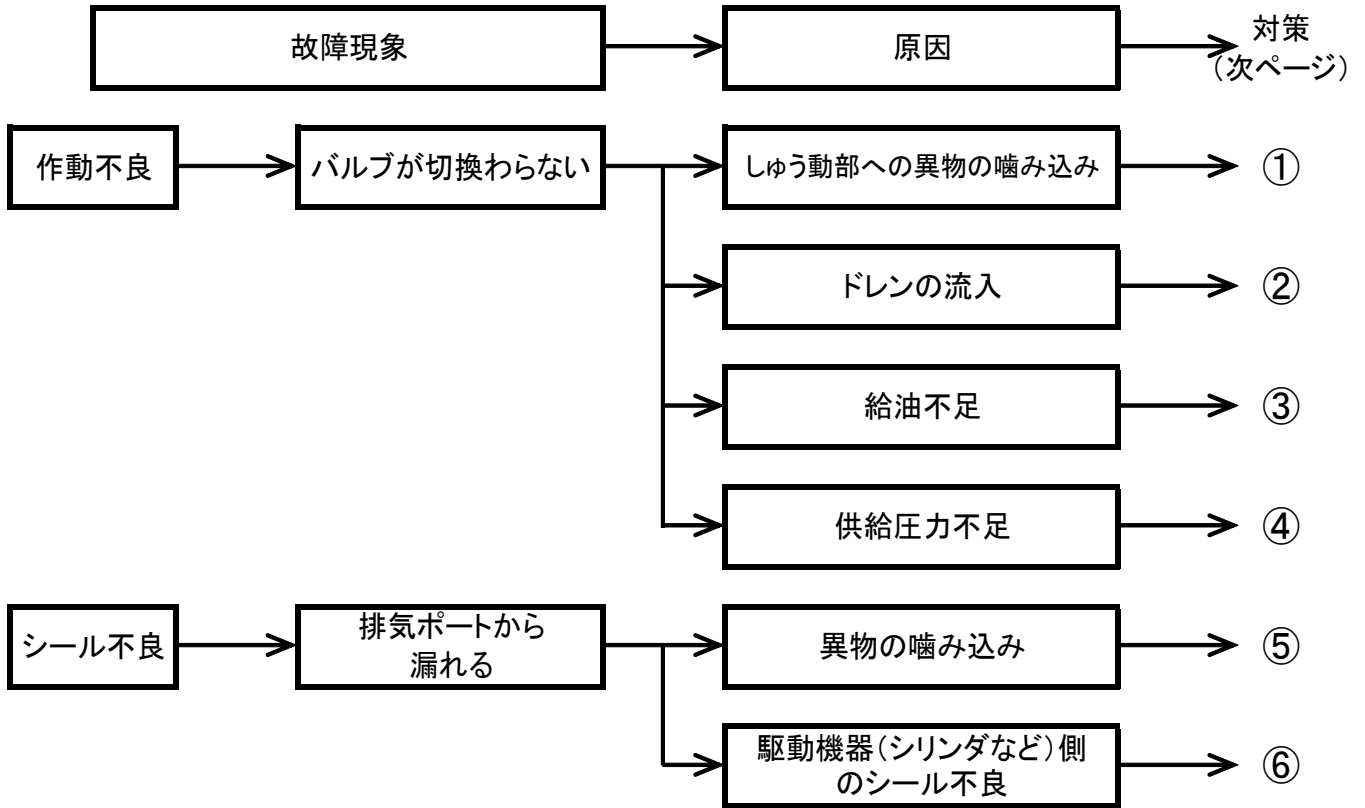 故障現象
原因
対策
(次ページ)
作動不良
バルブが切換わらない
しゅう動部への異物の噛み込み
①
ドレンの流入
②
給油不足
③
供給圧力不足
④
シール不良
排気ポートから
漏れる
異物の噛み込み
⑤
駆動機器(シリンダなど)側
のシール不良
⑥